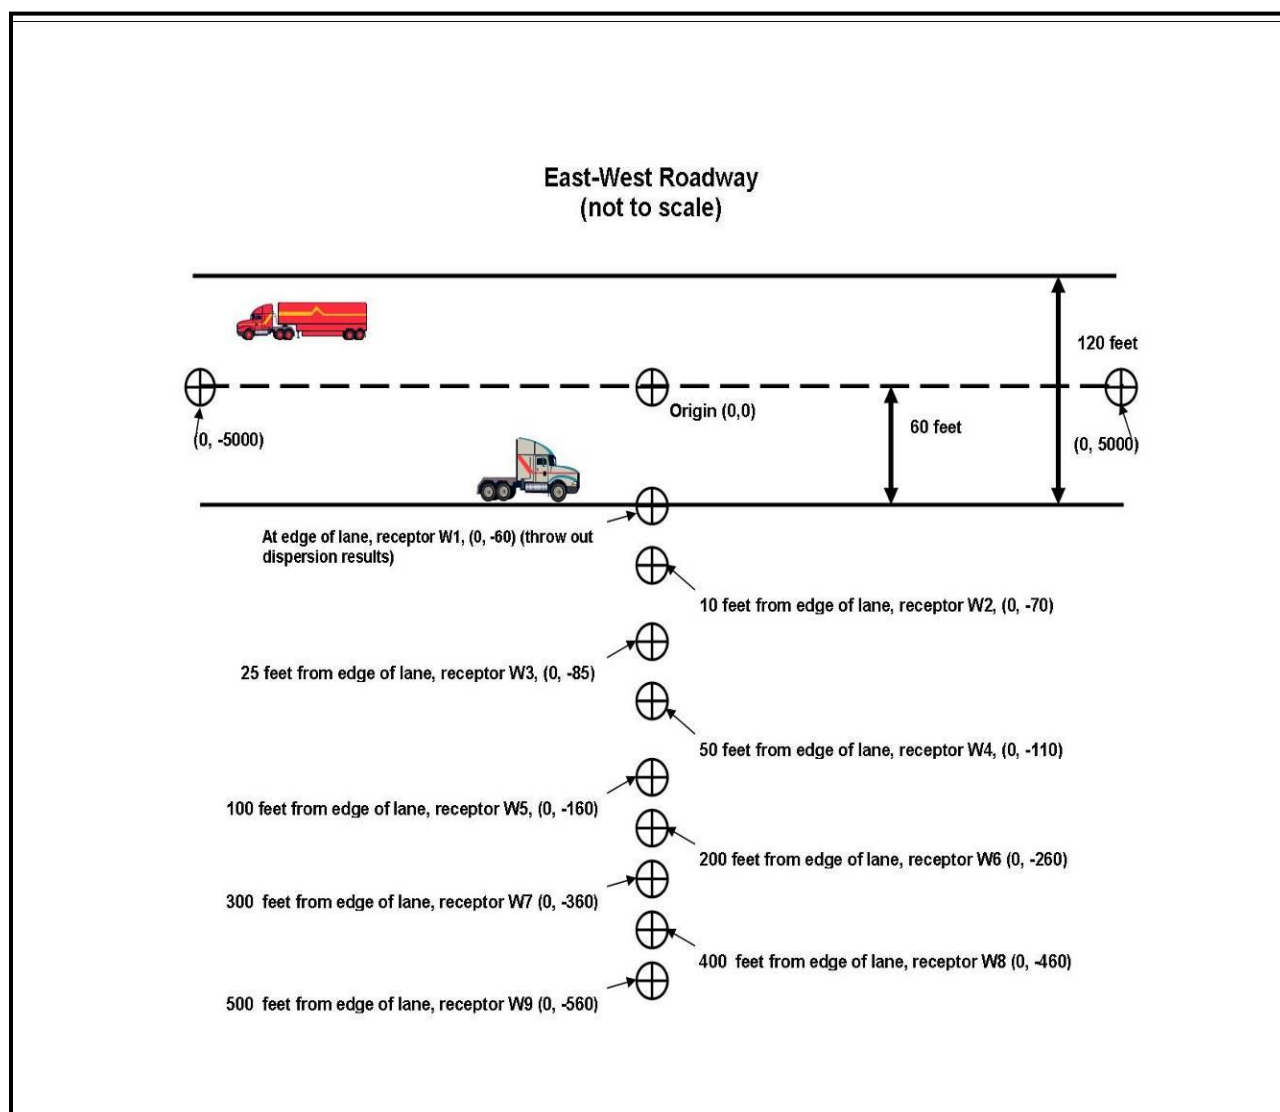 East-West Roadway
(not to scale)
120 feet
Origin (0,0)
60 feet
(0, -5000)
(0, 5000)
At edge of lane, receptor W1, (0, -60) (throw out
dispersion results)
10 feet from edge of lane, receptor W2, (0, -70)
25 feet from edge of lane, receptor W3, (0, -85)
50 feet from edge of lane, receptor W4, (0, -110)
100 feet from edge of lane, receptor W5, (0, -160)
200 feet from edge of lane, receptor W6 (0, -260)
300 feet from edge of lane, receptor W7 (0, -360)
400 feet from edge of lane, receptor W8 (0, -460)
500 feet from edge of lane, receptor W9 (0, -560)